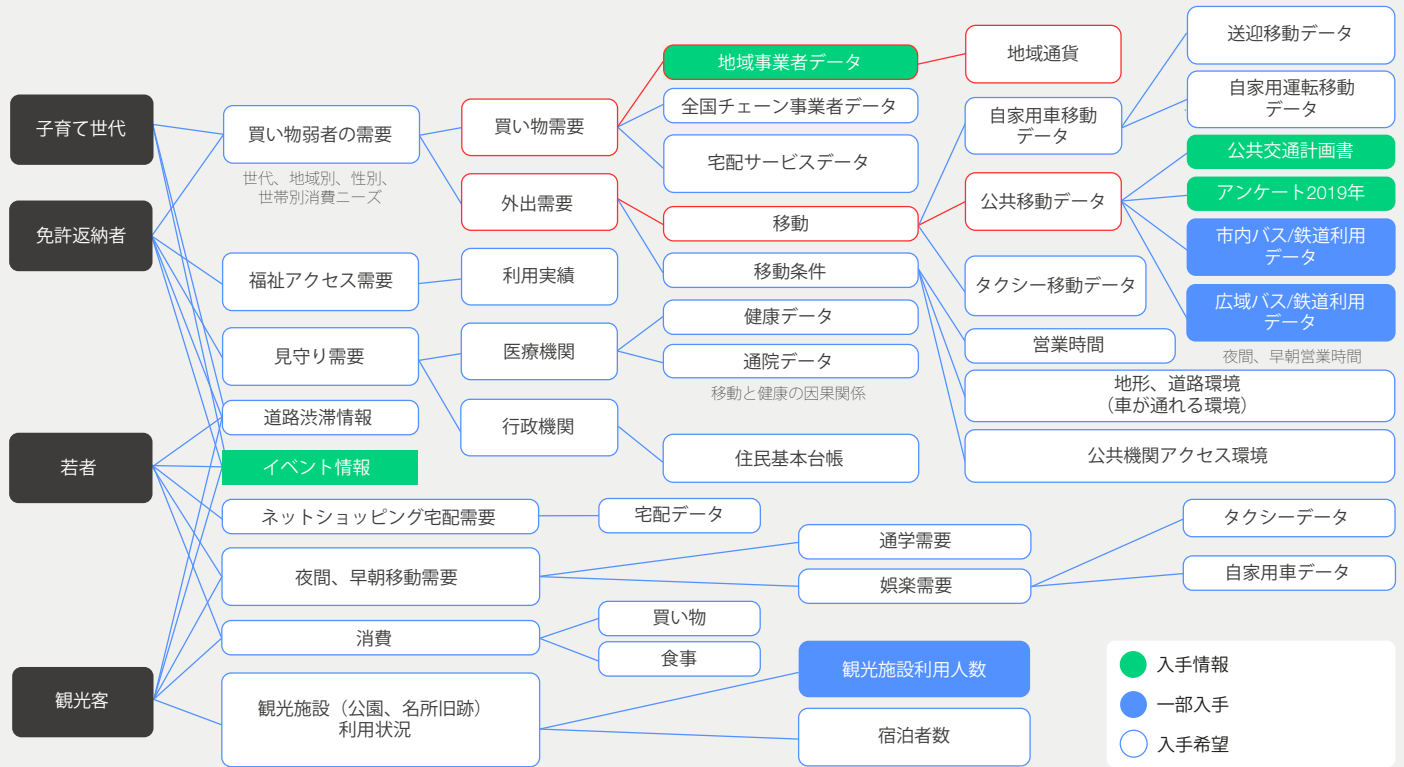 子育て世代
免許返納者
若者
観光客
買い物弱者の需要
世代、地域別、性別、
世帯別消費ニーズ
福祉アクセス需要
見守り需要
道路渋滞情報
イベント情報
ネットショッピング宅配需要
夜間、早朝移動需要
消費
観光施設（公園、名所旧跡）
利用状況
買い物需要
外出需要
利用実績
医療機関
行政機関
宅配データ
買い物
食事
地域事業者データ
全国チェーン事業者データ
宅配サービスデータ
移動
移動条件
健康データ
通院データ
移動と健康の因果関係
住民基本台帳
通学需要
娯楽需要
観光施設利用人数
宿泊者数
地域通貨
自家用車移動
データ
公共移動データ
タクシー移動データ
営業時間
地形、道路環境
（車が通れる環境）
公共機関アクセス環境
送迎移動データ
自家用運転移動
データ
公共交通計画書
アンケート2019年
市内バス/鉄道利用
データ
広域バス/鉄道利用
データ
夜間、早朝営業時間
タクシーデータ
自家用車データ
入手情報
一部入手
入手希望